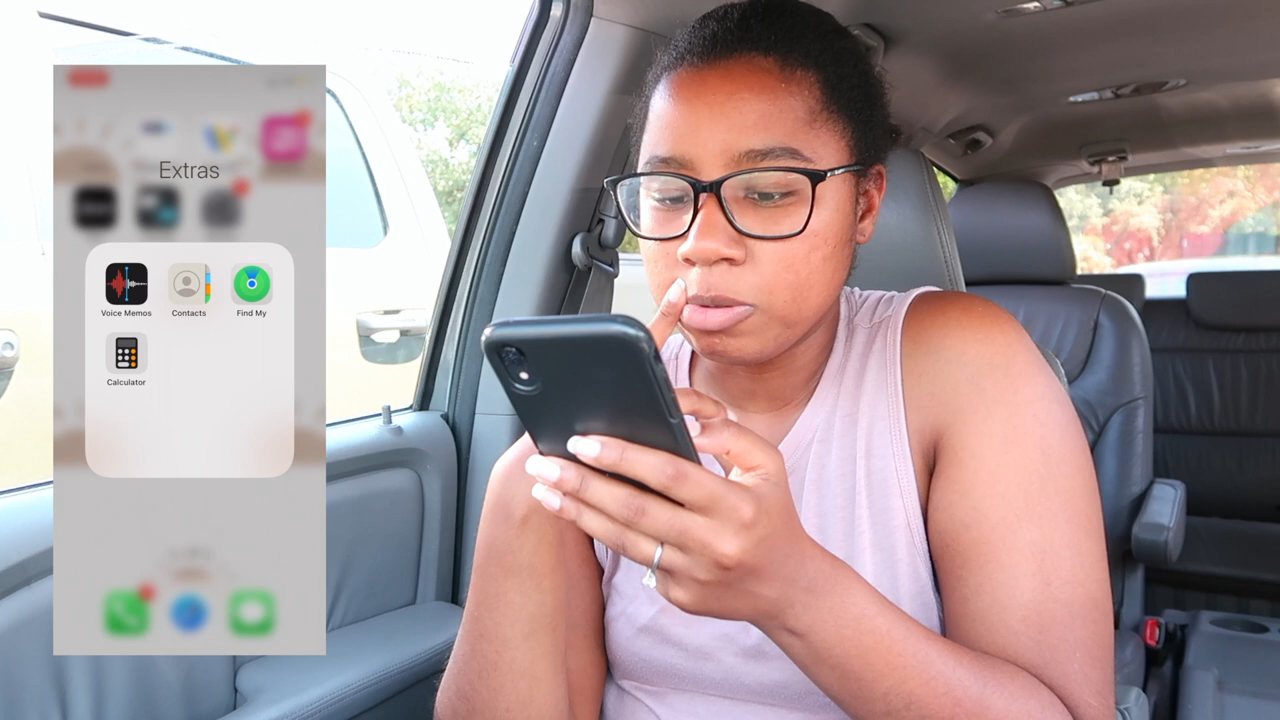 Extras
Voice Memos
Contacts
Find My
Calculator